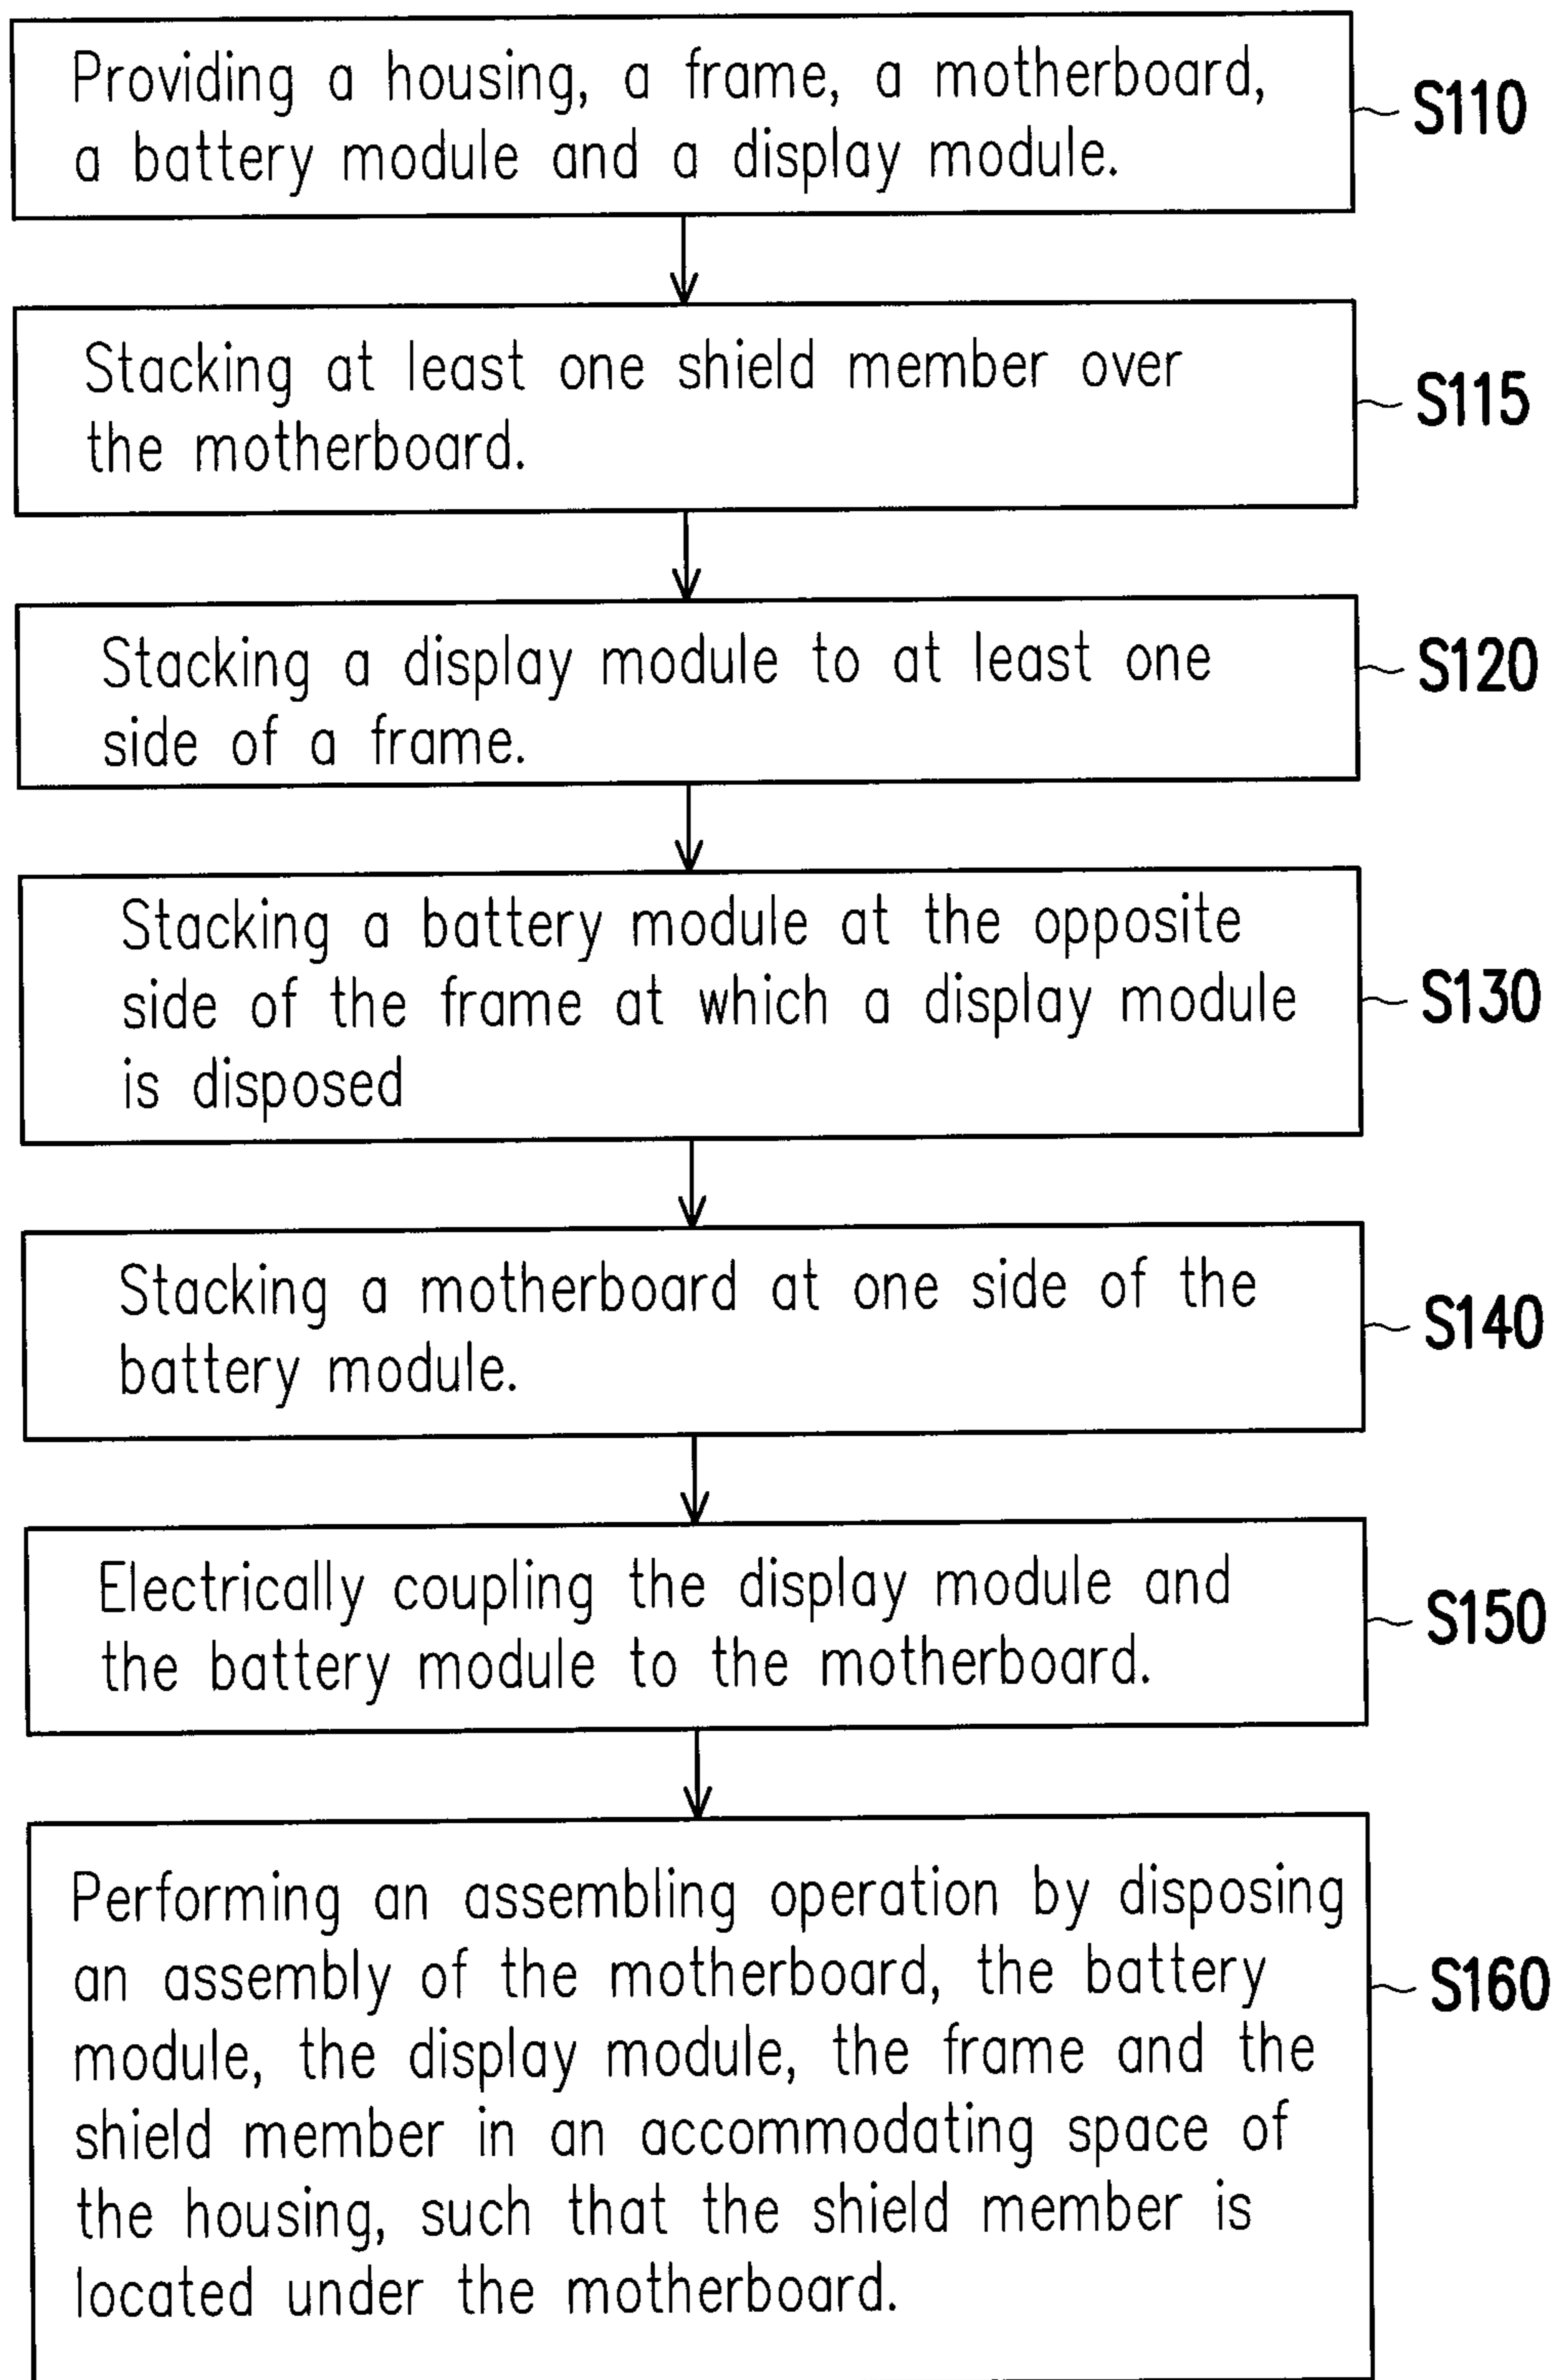 Providing a housing, a frame, a motherboard,
a battery module and a display module.
S110
Stacking at least one shield member over
the motherboard.
S115
Stacking a display module to at least one
side of a frame.
S120
Stacking a battery module at the opposite
side of the frame at which a display module
is disposed
S130
Stacking a motherboard at one side of the
battery module.
S140
Electrically coupling the display module and
the battery module to the motherboard.
S150
Performing an assembling operation by disposing
an assembly of the motherboard, the battery
module, the display module, the frame and the
shield member in an accommodating space of
the housing, such that the shield member is
located under the motherboard.
S160